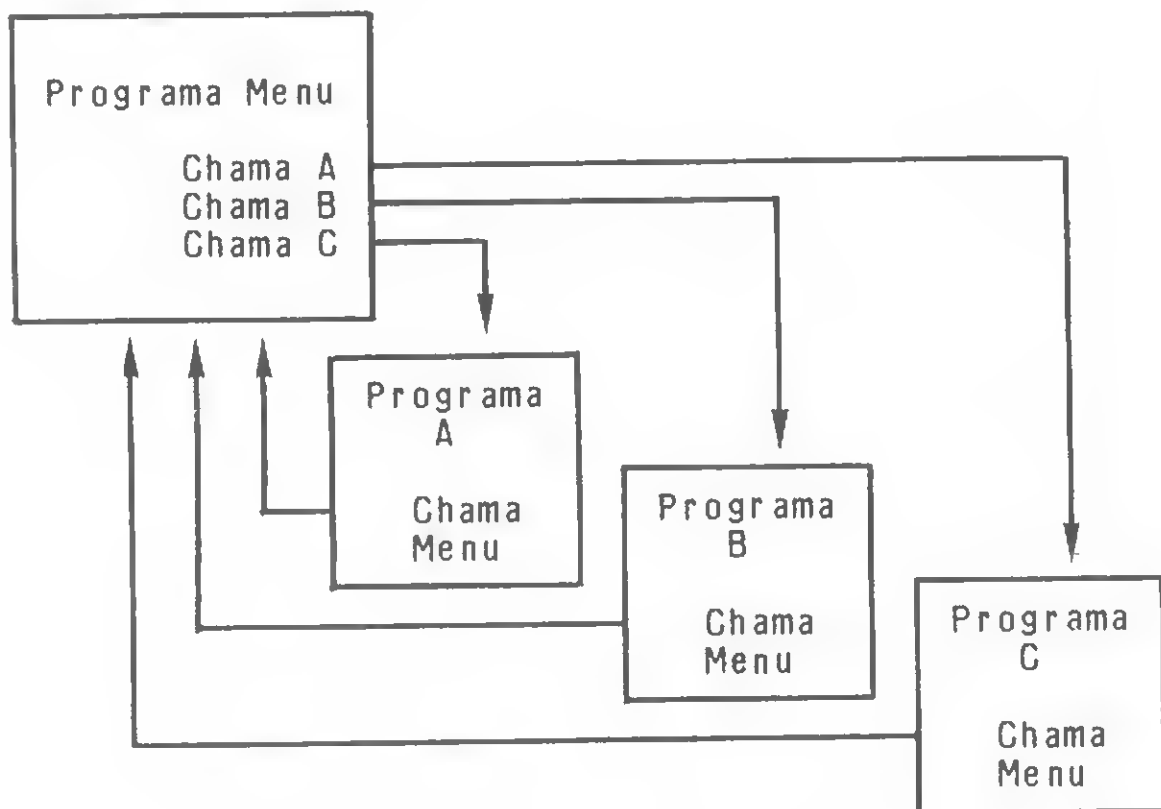 Programa Menu
Chama A
Chama B
Chama C
Programa
A
Chama
Menu
Programa
B
Chama
Menu
Programa
C
Chama
Menu